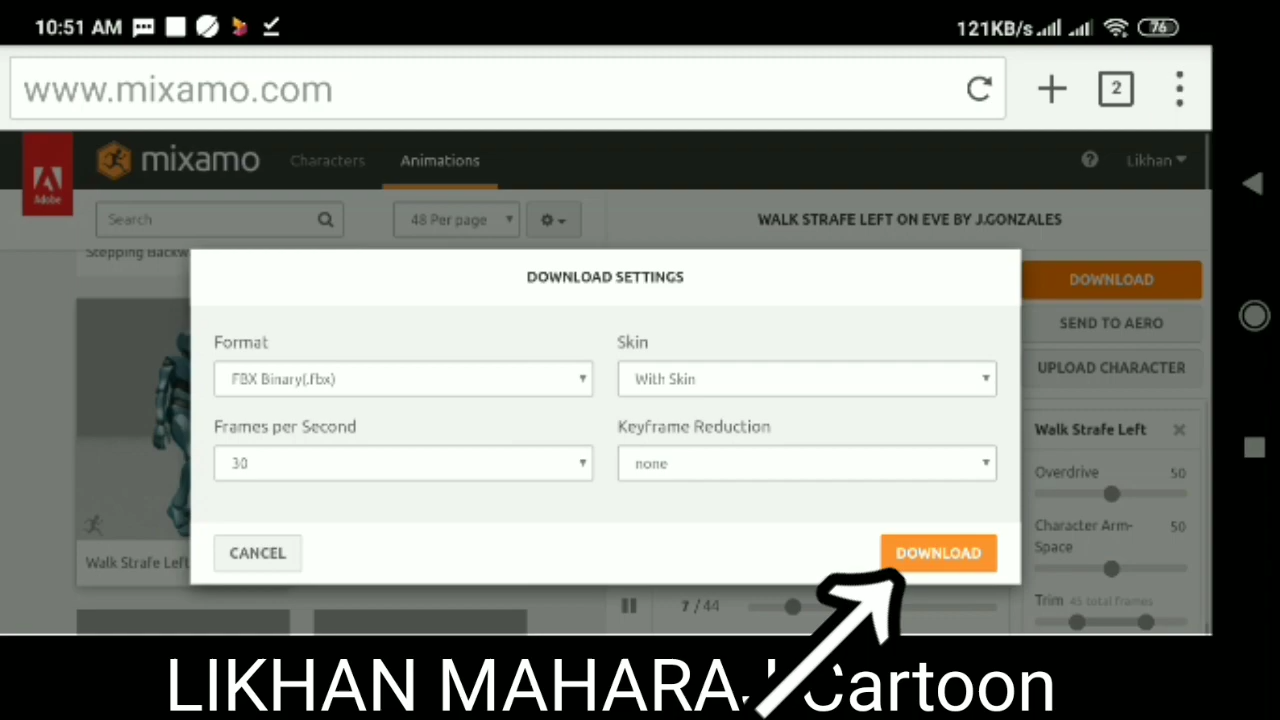 10:51 AM
121KB/s 76
www.mixamo.com
2
Adobe
mixamo Characters Animations
Likhan
Search
48 Per page
WALK STRAFE LEFT ON EVE BY J.GONZALES
Stepping Backw
DOWNLOAD SETTINGS
DOWNLOAD
SEND TO AERO
UPLOAD CHARACTER
Format
Skin
FBX Binary(.fbx)
With Skin
Frames per Second
Keyframe Reduction
30
none
CANCEL
DOWNLOAD
Walk Strafe Left
Overdrive 50
Character Arm-
Space
50
Trim 45 total frames
Walk Strafe Left
7 / 44
LIKHAN MAHARAJ Cartoon